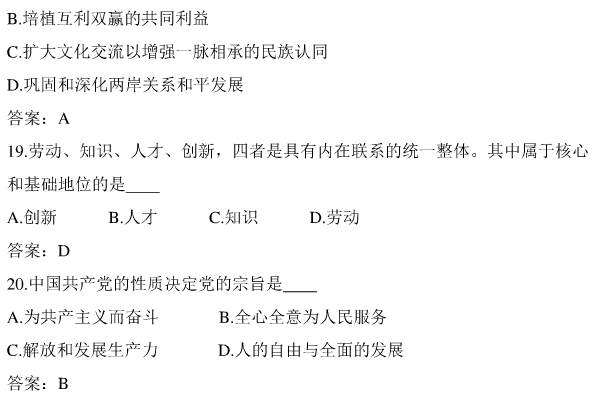 B.培植互利双赢的共同利益
C.扩大文化交流以增强一脉相承的民族认同
D.巩固和深化两岸关系和平发展
答案：A
19.劳动、知识、人才、创新，四者是具有内在联系的统一整体。其中属于核心
和基础地位的是____
A.创新 B.人才 C.知识 D.劳动
答案：D
20.中国共产党的性质决定党的宗旨是____
A.为共产主义而奋斗 B.全心全意为人民服务
C.解放和发展生产力 D.人的自由与全面的发展
答案：B